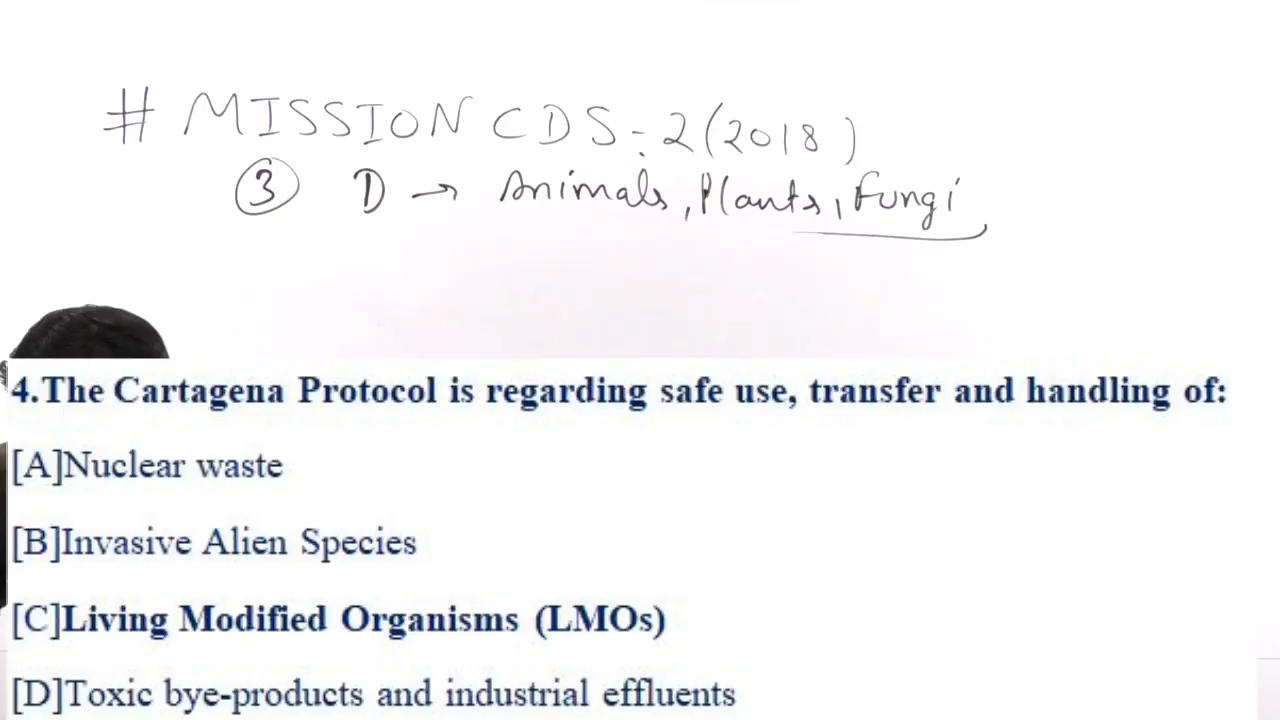 # MISSION CDS-2(2018)
③ D → Animals, Plants, Fungi
4.The Cartagena Protocol is regarding safe use, transfer and handling of:
[A]Nuclear waste
[B]Invasive Alien Species
[C]Living Modified Organisms (LMOs)
[D]Toxic bye-products and industrial effluents